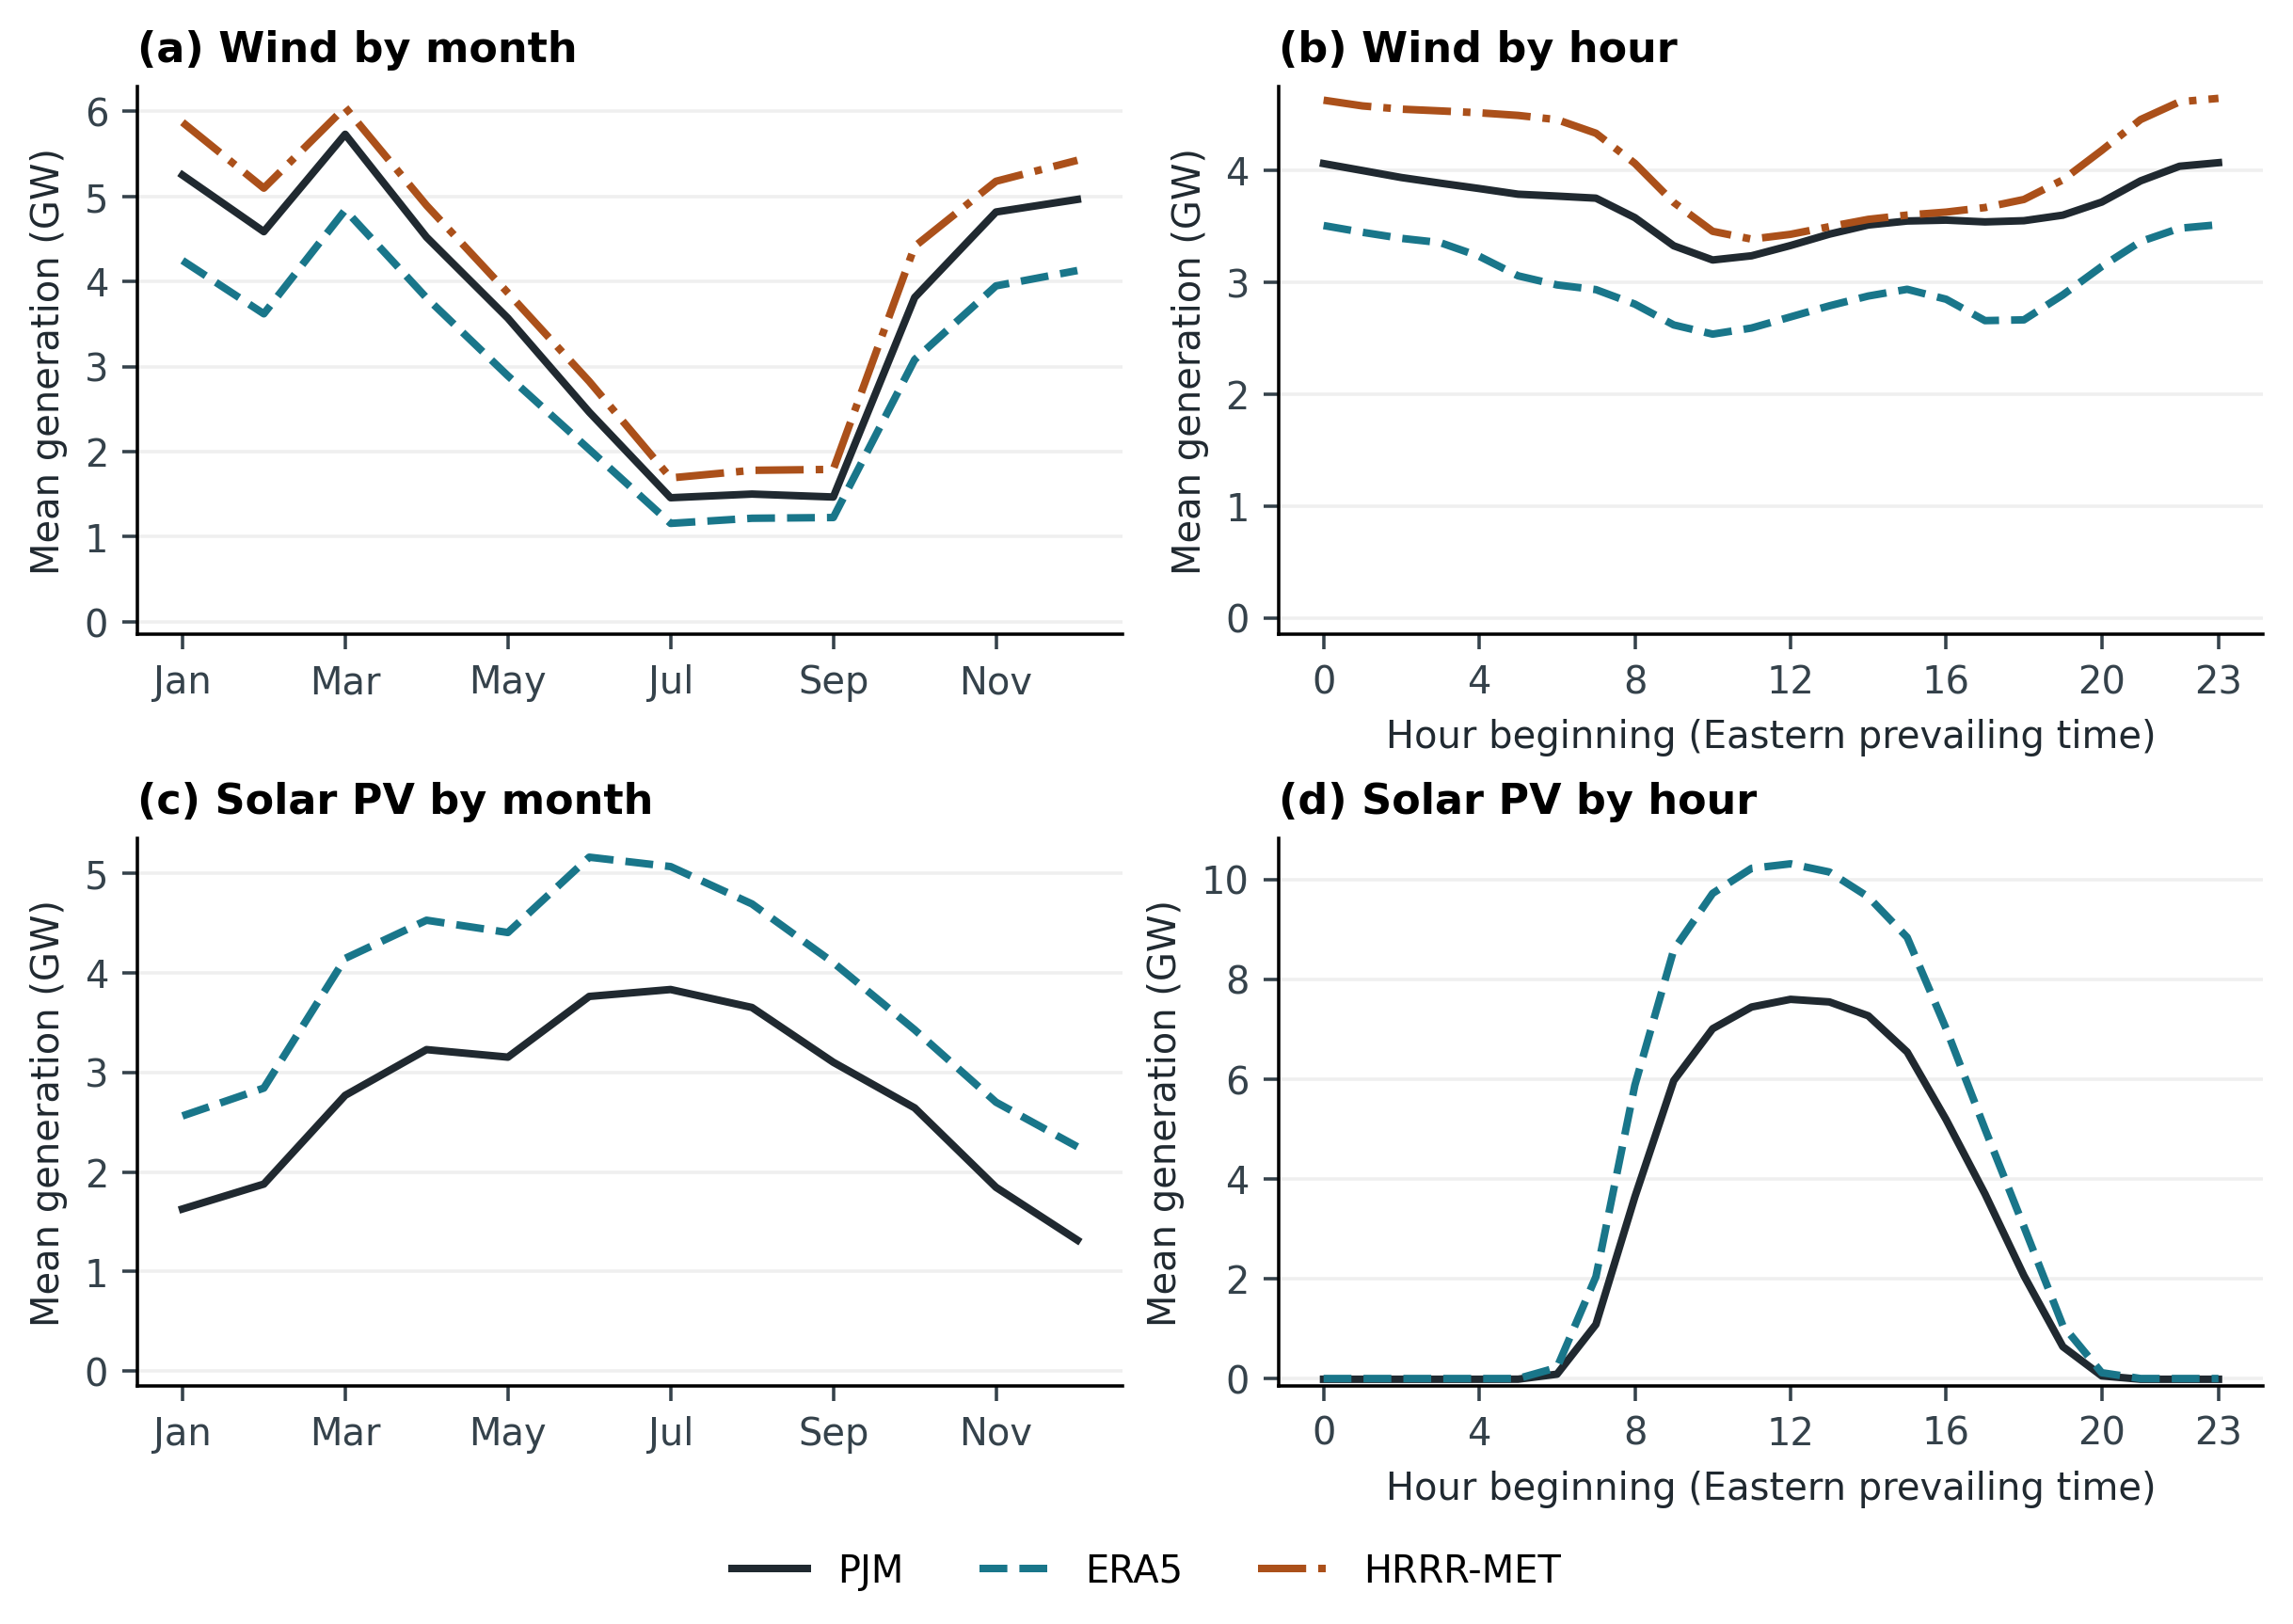 (a) Wind by month
Mean generation (GW)
6
5
4
3
2
1
0
Jan Mar May Jul Sep Nov
(b) Wind by hour
Mean generation (GW)
4
3
2
1
0
0 4 8 12 16 20 23
Hour beginning (Eastern prevailing time)
(c) Solar PV by month
Mean generation (GW)
5
4
3
2
1
0
Jan Mar May Jul Sep Nov
(d) Solar PV by hour
Mean generation (GW)
10
8
6
4
2
0
0 4 8 12 16 20 23
Hour beginning (Eastern prevailing time)
PJM ERA5 HRRR-MET